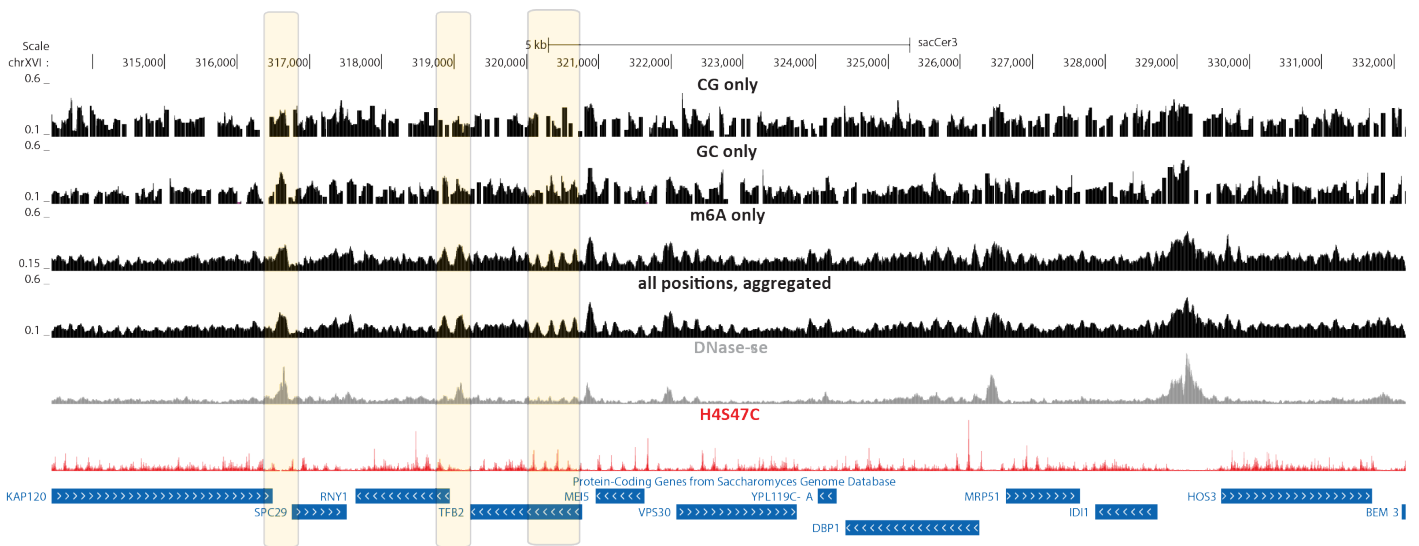 Scale
5 kb
sacCer3
chrXVI :
315,000
316,000
317,000
318,000
319,000
320,000
321,000
322,000
323,000
324,000
325,000
326,000
327,000
328,000
329,000
330,000
331,000
332,000
0.6 _
CG only
0.1 _
0.6 _
GC only
0.1 _
0.6 _
m6A only
0.15 _
0.6 _
all positions, aggregated
0.1 _
DNase-se
H4S47C
Protein-Coding Genes from Saccharomyces Genome Database
KAP120
RNY1
MEI5
YPL119C- A
MRP51
HOS3
SPC29
TFB2
VPS30
IDI1
BEM 3
DBP1